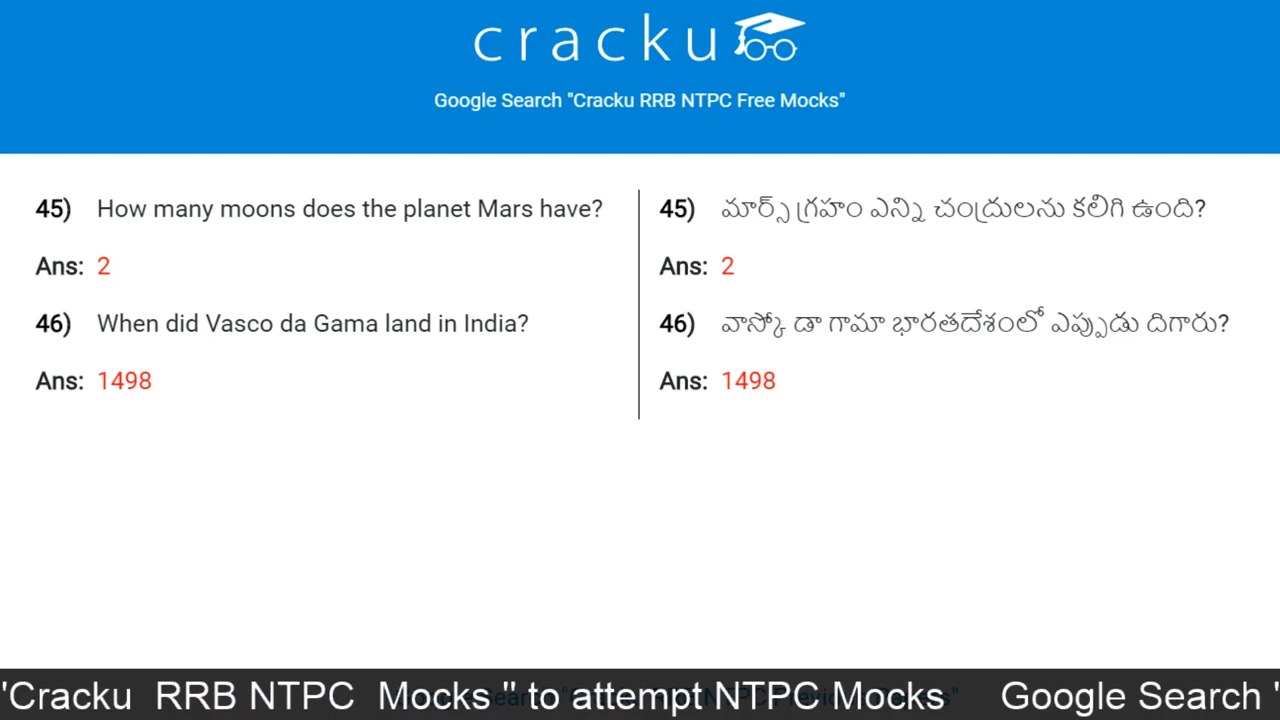 cracku
Google Search "Cracku RRB NTPC Free Mocks"
45) How many moons does the planet Mars have?
Ans: 2
46) When did Vasco da Gama land in India?
Ans: 1498
45) మార్స్ గ్రహం ఎన్ని చంద్రులను కలిగి ఉంది?
Ans: 2
46) వాస్కో డా గామా భారతదేశంలో ఎప్పుడు దిగారు?
Ans: 1498
"Cracku RRB NTPC Mocks " to attempt NTPC Mocks Google Search "